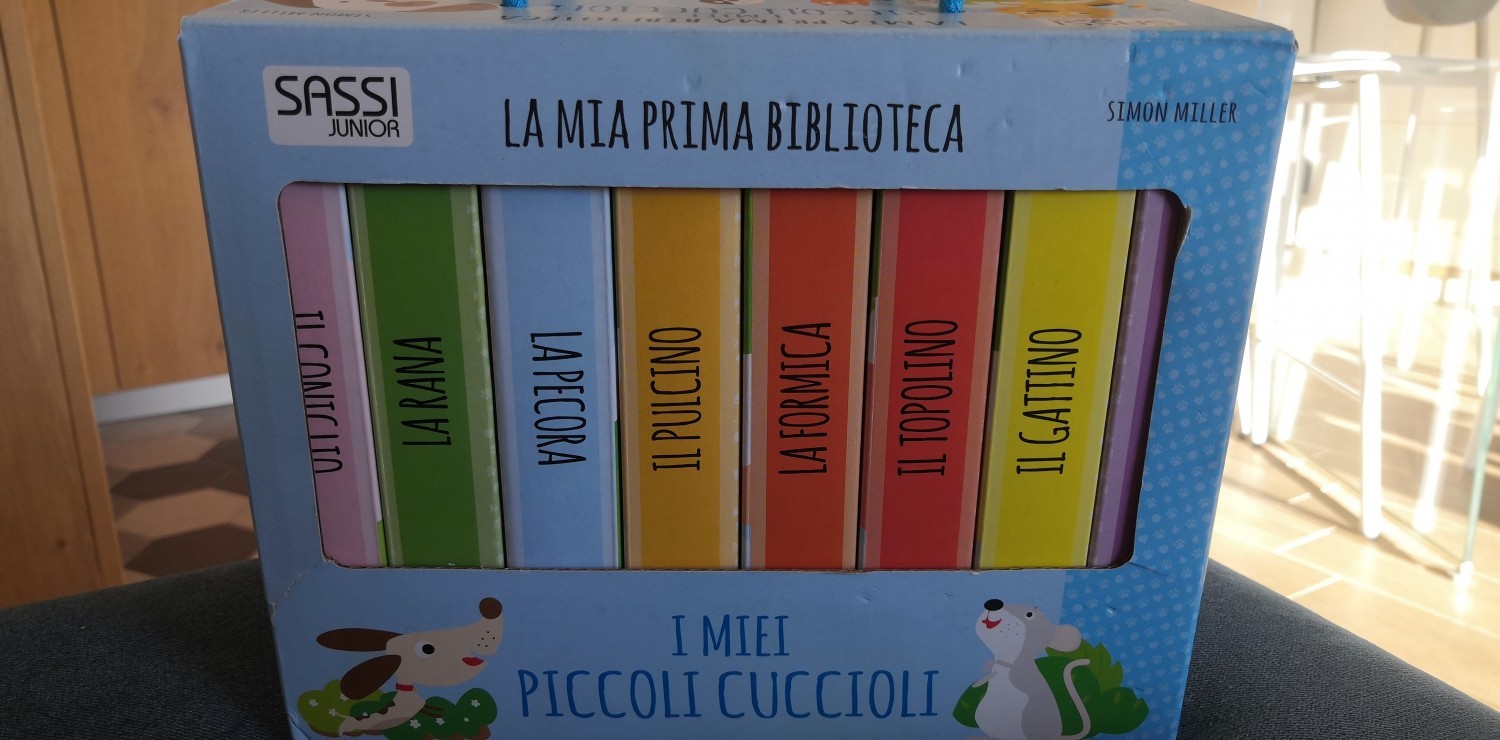 SASSI
JUNIOR
LA MIA PRIMA BIBLIOTECA
SIMON MILLER
IL CONIGLIO
LA RANA
LA PECORA
IL PULCINO
LA FORMICA
IL TOPOLINO
IL GATTINO
I MIEI
PICCOLI CUCCIOLI